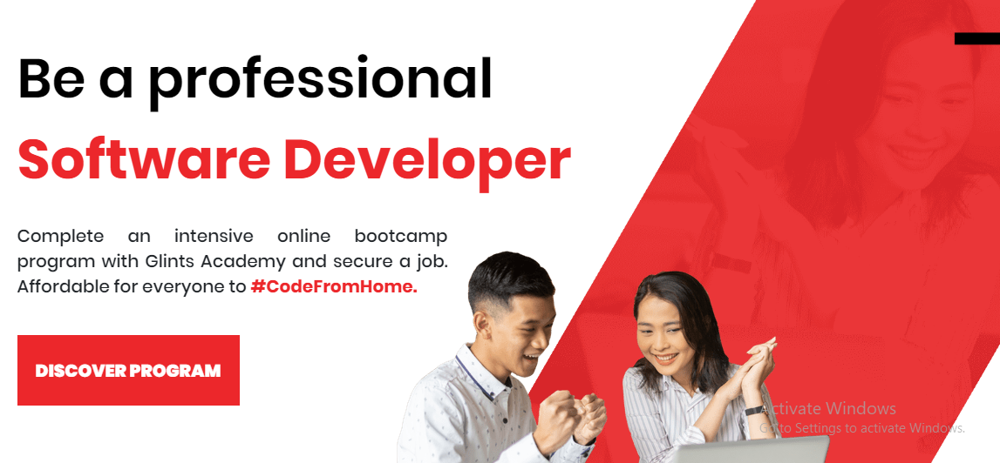 Be a professional
Software Developer
Complete an intensive online bootcamp
program with Glints Academy and secure a job.
Affordable for everyone to #CodeFromHome.
DISCOVER PROGRAM
Activate Windows
Go to Settings to activate Windows.